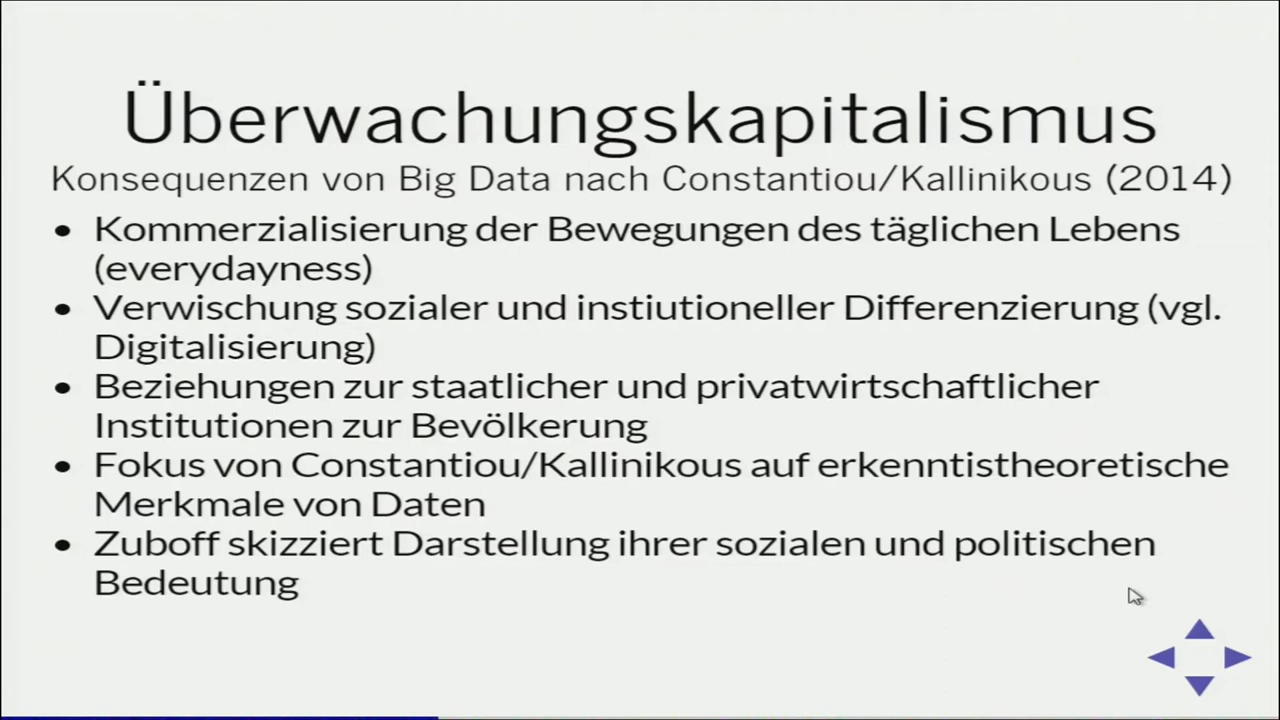 Überwachungskapitalismus
Konsequenzen von Big Data nach Constantiou/Kallinikous (2014)
• Kommerzialisierung der Bewegungen des täglichen Lebens
(everydayness)
• Verwischung sozialer und instiutioneller Differenzierung (vgl.
Digitalisierung)
• Beziehungen zur staatlicher und privatwirtschaftlicher
Institutionen zur Bevölkerung
• Fokus von Constantiou/Kallinikous auf erkenntistheoretische
Merkmale von Daten
• Zuboff skizziert Darstellung ihrer sozialen und politischen
Bedeutung